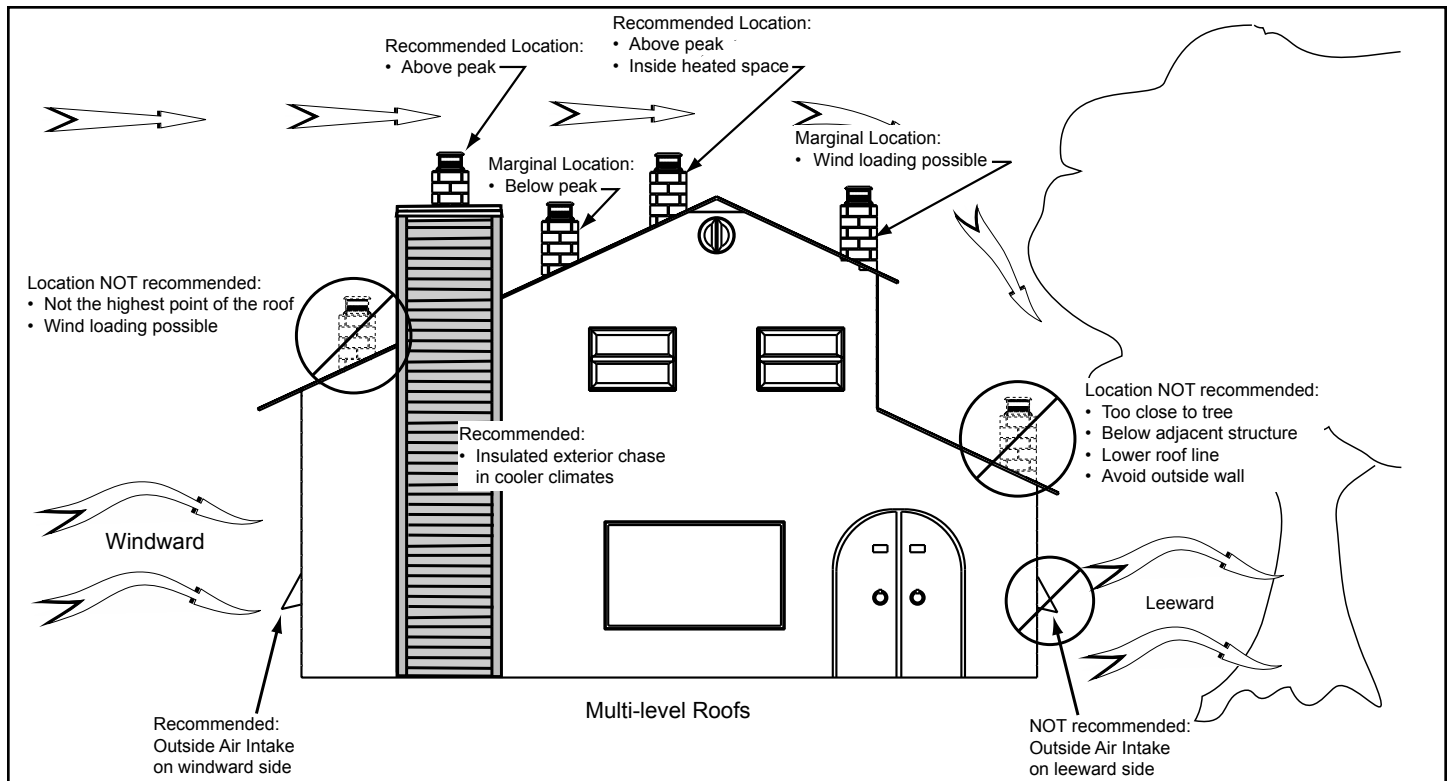 Recommended Location:
• Above peak
Recommended Location:
• Above peak
• Inside heated space
Marginal Location:
• Below peak
Marginal Location:
• Wind loading possible
Location NOT recommended:
• Not the highest point of the roof
• Wind loading possible
Location NOT recommended:
• Too close to tree
• Below adjacent structure
• Lower roof line
• Avoid outside wall
Recommended:
• Insulated exterior chase
in cooler climates
Windward
Leeward
Multi-level Roofs
Recommended:
Outside Air Intake
on windward side
NOT recommended:
Outside Air Intake
on leeward side